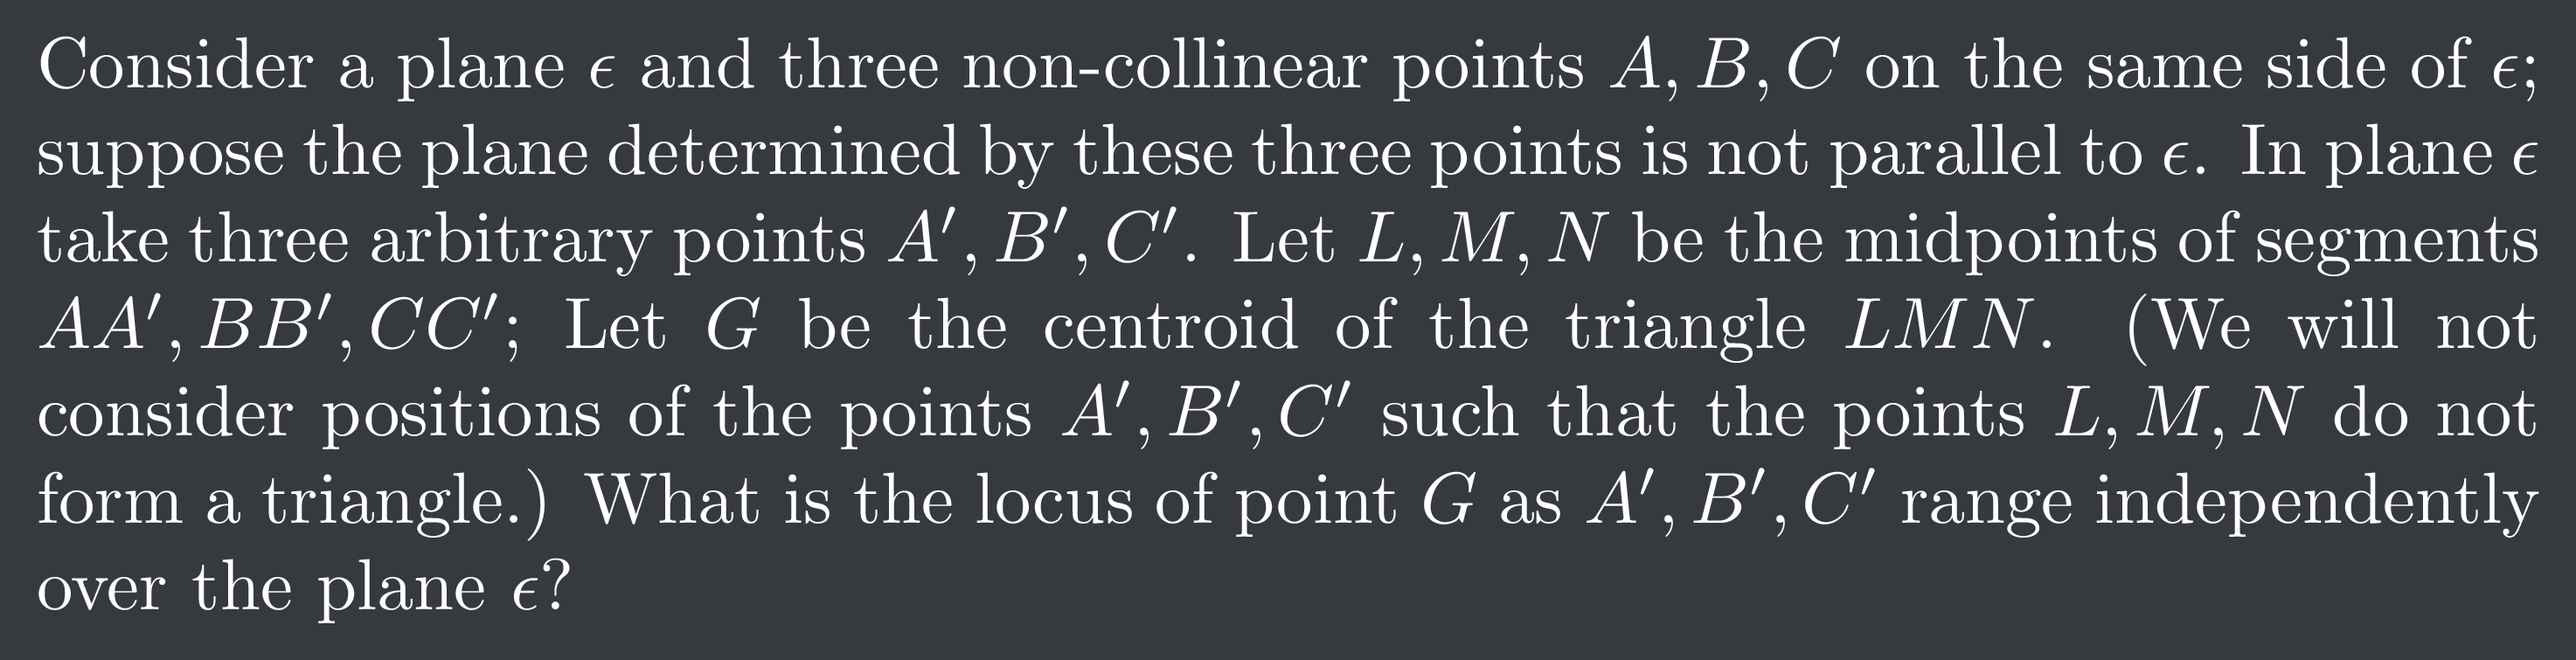 Consider a plane ϵ and three non-collinear points A, B, C on the same side of ϵ;
suppose the plane determined by these three points is not parallel to ϵ. In plane ϵ
take three arbitrary points A′, B′, C′. Let L, M, N be the midpoints of segments
AA′, BB′, CC′; Let G be the centroid of the triangle LMN. (We will not
consider positions of the points A′, B′, C′ such that the points L, M, N do not
form a triangle.) What is the locus of point G as A′, B′, C′ range independently
over the plane ϵ?